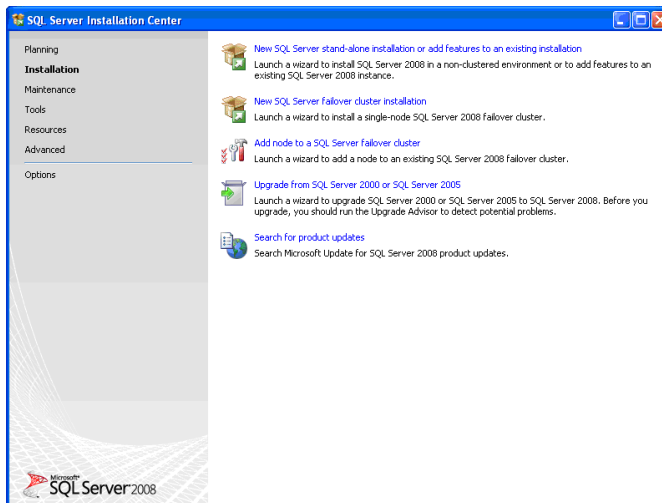 SQL Server Installation Center
Planning
Installation
Maintenance
Tools
Resources
Advanced
Options
New SQL Server stand-alone installation or add features to an existing installation
Launch a wizard to install SQL Server 2008 in a non-clustered environment or to add features to an
existing SQL Server 2008 instance.
New SQL Server failover cluster installation
Launch a wizard to install a single-node SQL Server 2008 failover cluster.
Add node to a SQL Server failover cluster
Launch a wizard to add a node to an existing SQL Server 2008 failover cluster.
Upgrade from SQL Server 2000 or SQL Server 2005
Launch a wizard to upgrade SQL Server 2000 or SQL Server 2005 to SQL Server 2008. Before you
upgrade, you should run the Upgrade Advisor to detect potential problems.
Search for product updates
Search Microsoft Update for SQL Server 2008 product updates.
Microsoft®
SQL Server 2008